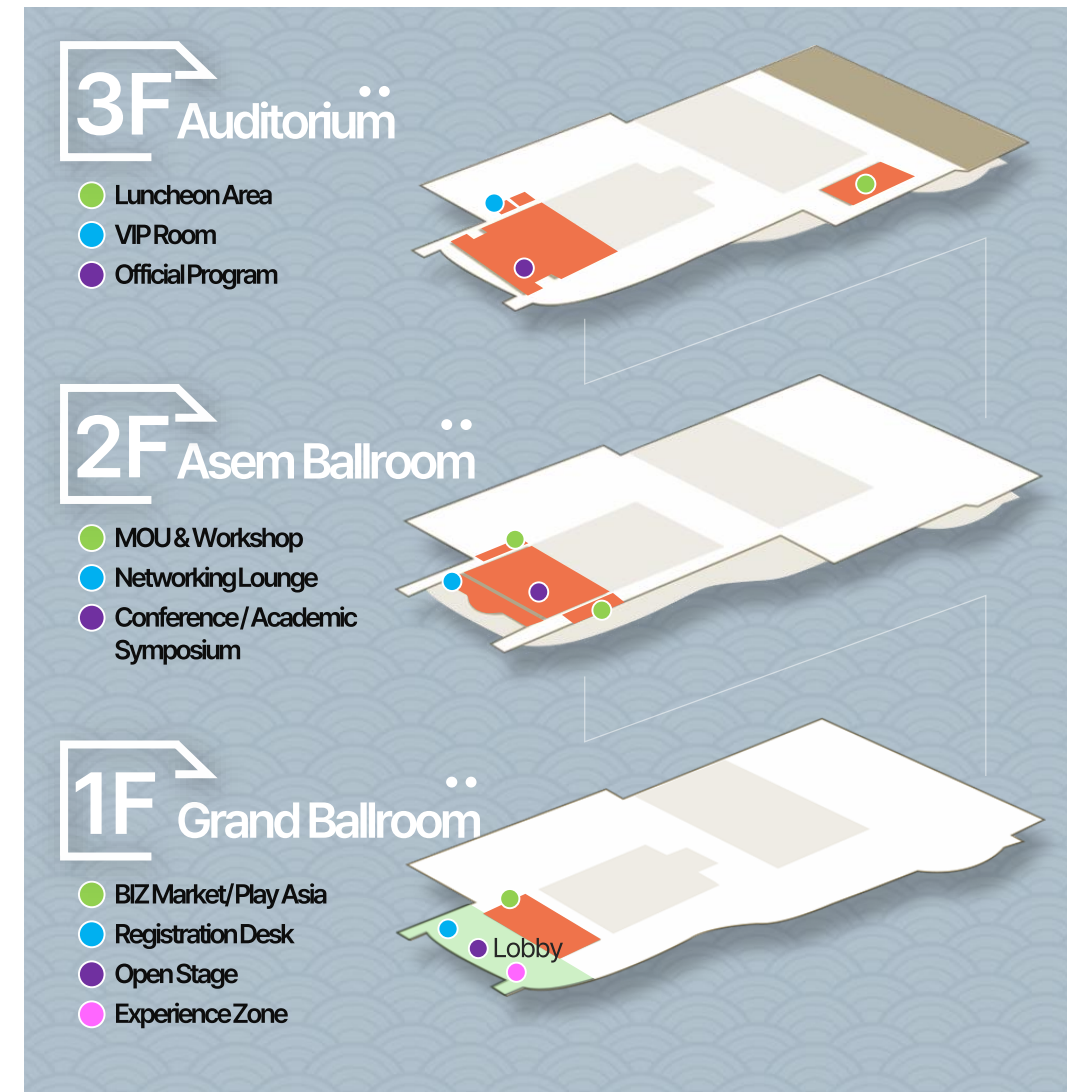 3F Auditorium
Luncheon Area
VIP Room
Official Program
2F Asem Ballroom
MOU & Workshop
Networking Lounge
Conference / Academic
Symposium
1F Grand Ballroom
BIZ Market/Play Asia
Registration Desk
Open Stage
Experience Zone
Lobby